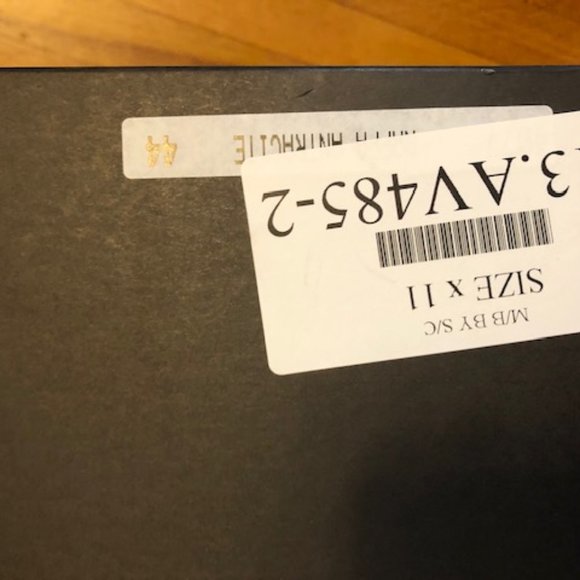 M/B BY S/C
SIZE x 11
3.AV485-2
ANTRACITE 44